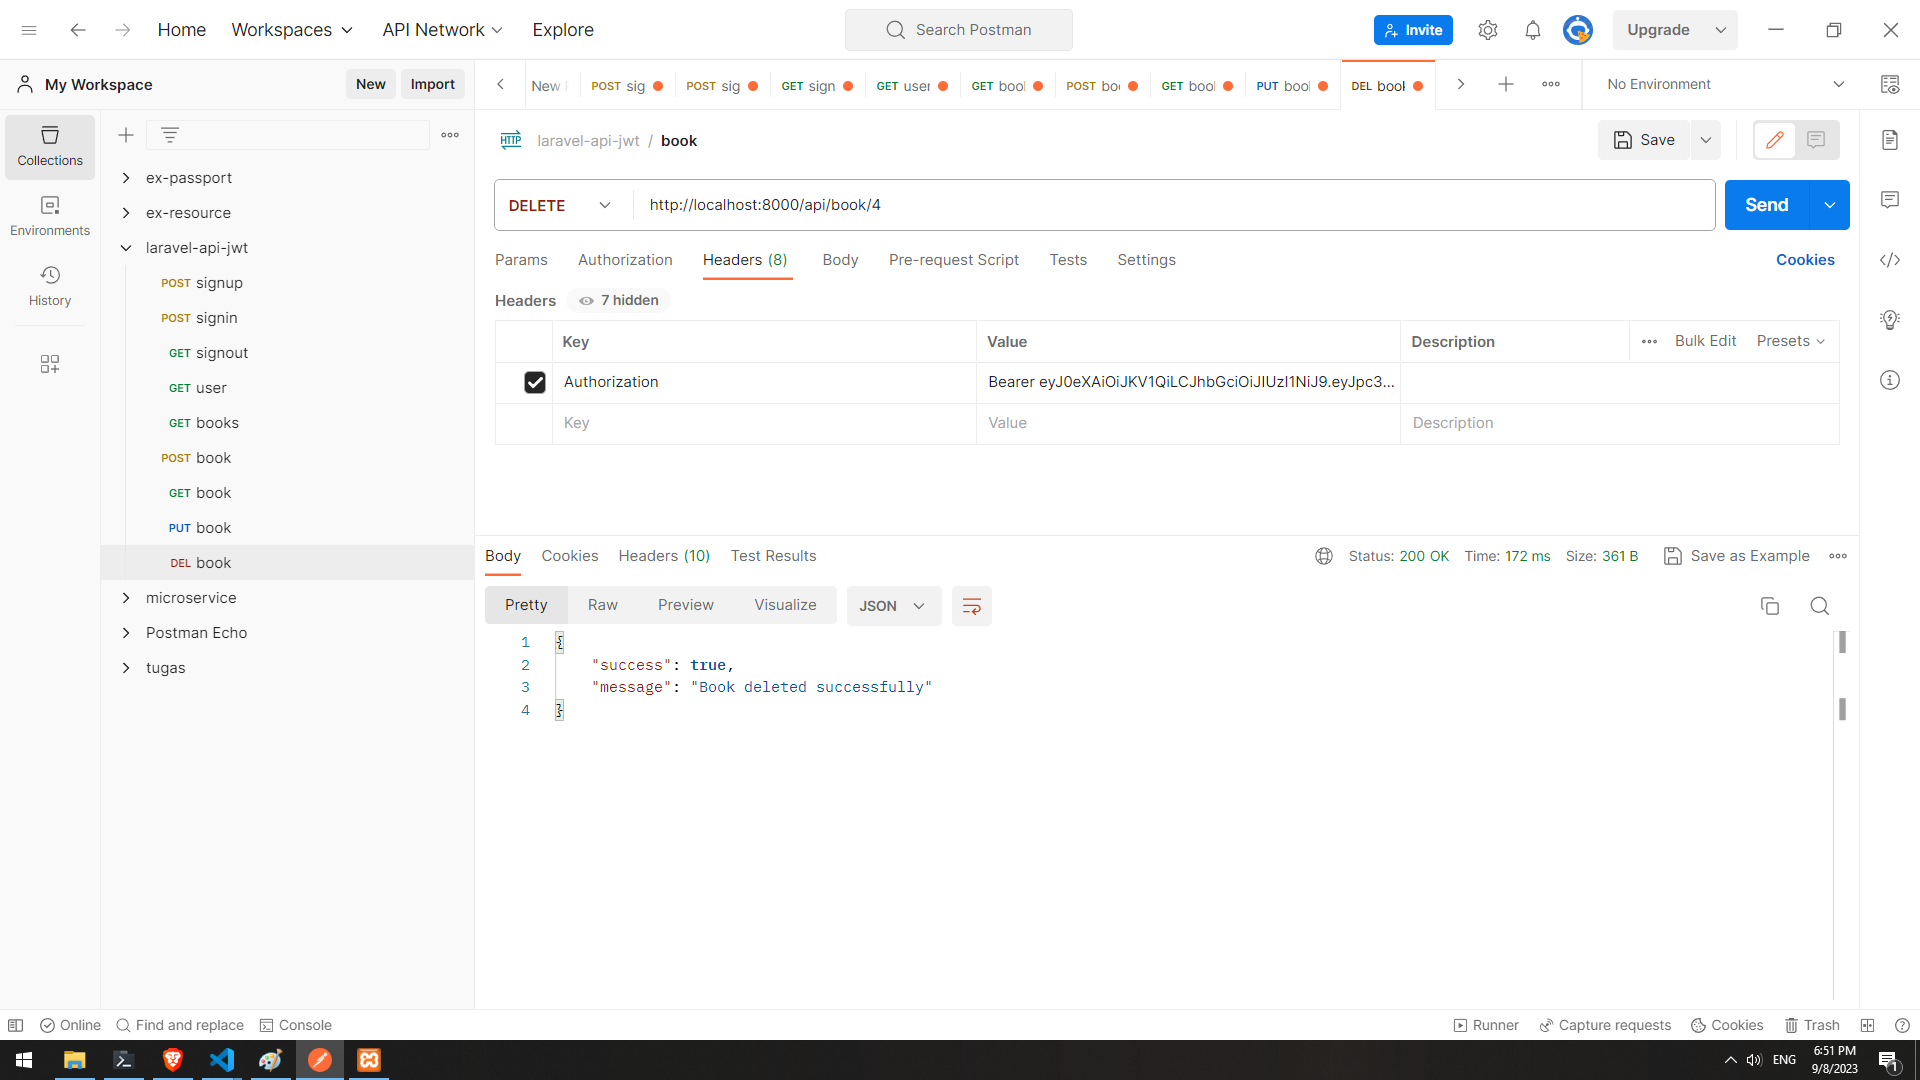 Home Workspaces API Network Explore Search Postman Invite Upgrade
My Workspace New Import New POST sig POST sig GET sign GET user GET bool POST bo GET bool PUT bool DEL book No Environment
Collections
Environments
History
ex-passport
ex-resource
laravel-api-jwt
POST signup
POST signin
GET signout
GET user
GET books
POST book
GET book
PUT book
DEL book
microservice
Postman Echo
tugas
HTTP laravel-api-jwt / book Save
DELETE http://localhost:8000/api/book/4 Send
Params Authorization Headers (8) Body Pre-request Script Tests Settings Cookies
Headers 7 hidden
Key Value Description Bulk Edit Presets
Authorization Bearer eyJ0eXAiOiJKV1QiLCJhbGciOiJIUzI1NiJ9.eyJpc3...
Key Value Description
Body Cookies Headers (10) Test Results Status: 200 OK Time: 172 ms Size: 361 B Save as Example
Pretty Raw Preview Visualize JSON
1 {
2 "success": true,
3 "message": "Book deleted successfully"
4 }
Online Find and replace Console Runner Capture requests Cookies Trash
ENG 6:51 PM
9/8/2023 1